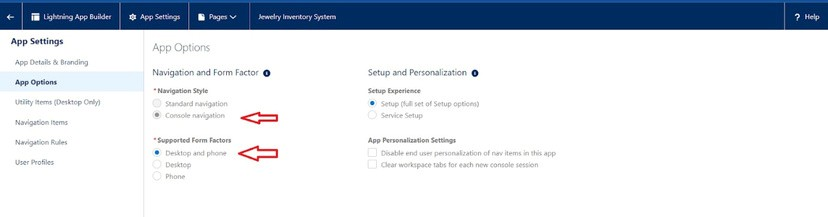 Lightning App Builder
App Settings
Pages
Jewelry Inventory System
? Help
App Settings
App Details & Branding
App Options
Utility Items (Desktop Only)
Navigation Items
Navigation Rules
User Profiles
App Options
Navigation and Form Factor
*Navigation Style
Standard navigation
Console navigation
*Supported Form Factors
Desktop and phone
Desktop
Phone
Setup and Personalization
Setup Experience
Setup (full set of Setup options)
Service Setup
App Personalization Settings
Disable end user personalization of nav items in this app
Clear workspace tabs for each new console session